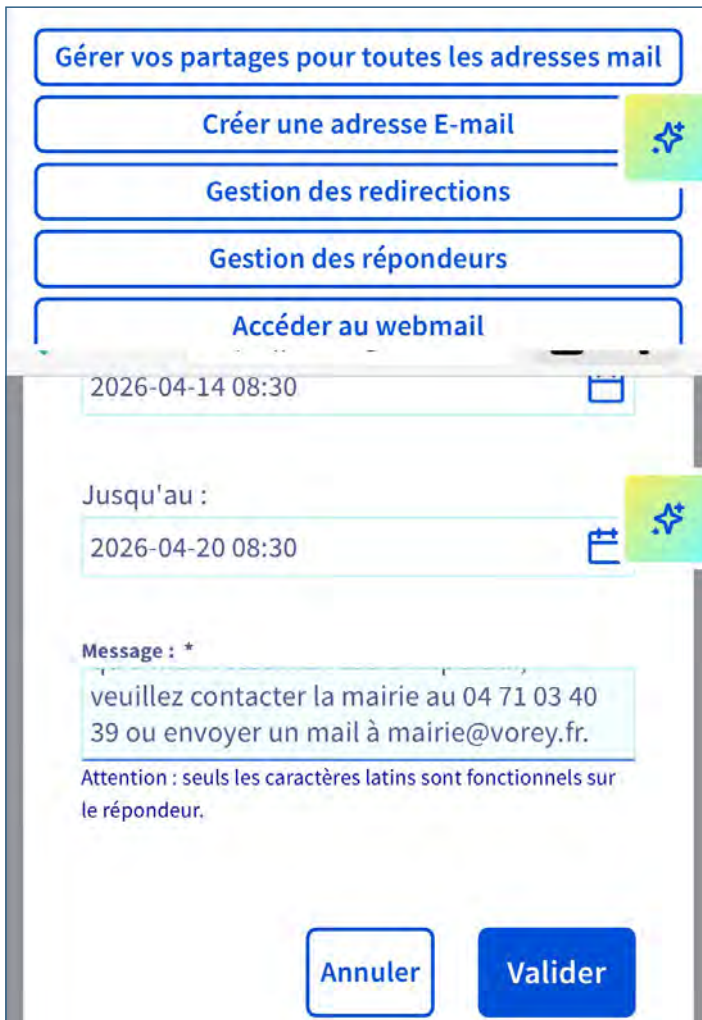 Gérer vos partages pour toutes les adresses mail
Créer une adresse E-mail
Gestion des redirections
Gestion des répondeurs
Accéder au webmail
2026-04-14 08:30
Jusqu'au :
2026-04-20 08:30
Message : *
veuillez contacter la mairie au 04 71 03 40
39 ou envoyer un mail à mairie@vorey.fr.
Attention : seuls les caractères latins sont fonctionnels sur
le répondeur.
Annuler
Valider